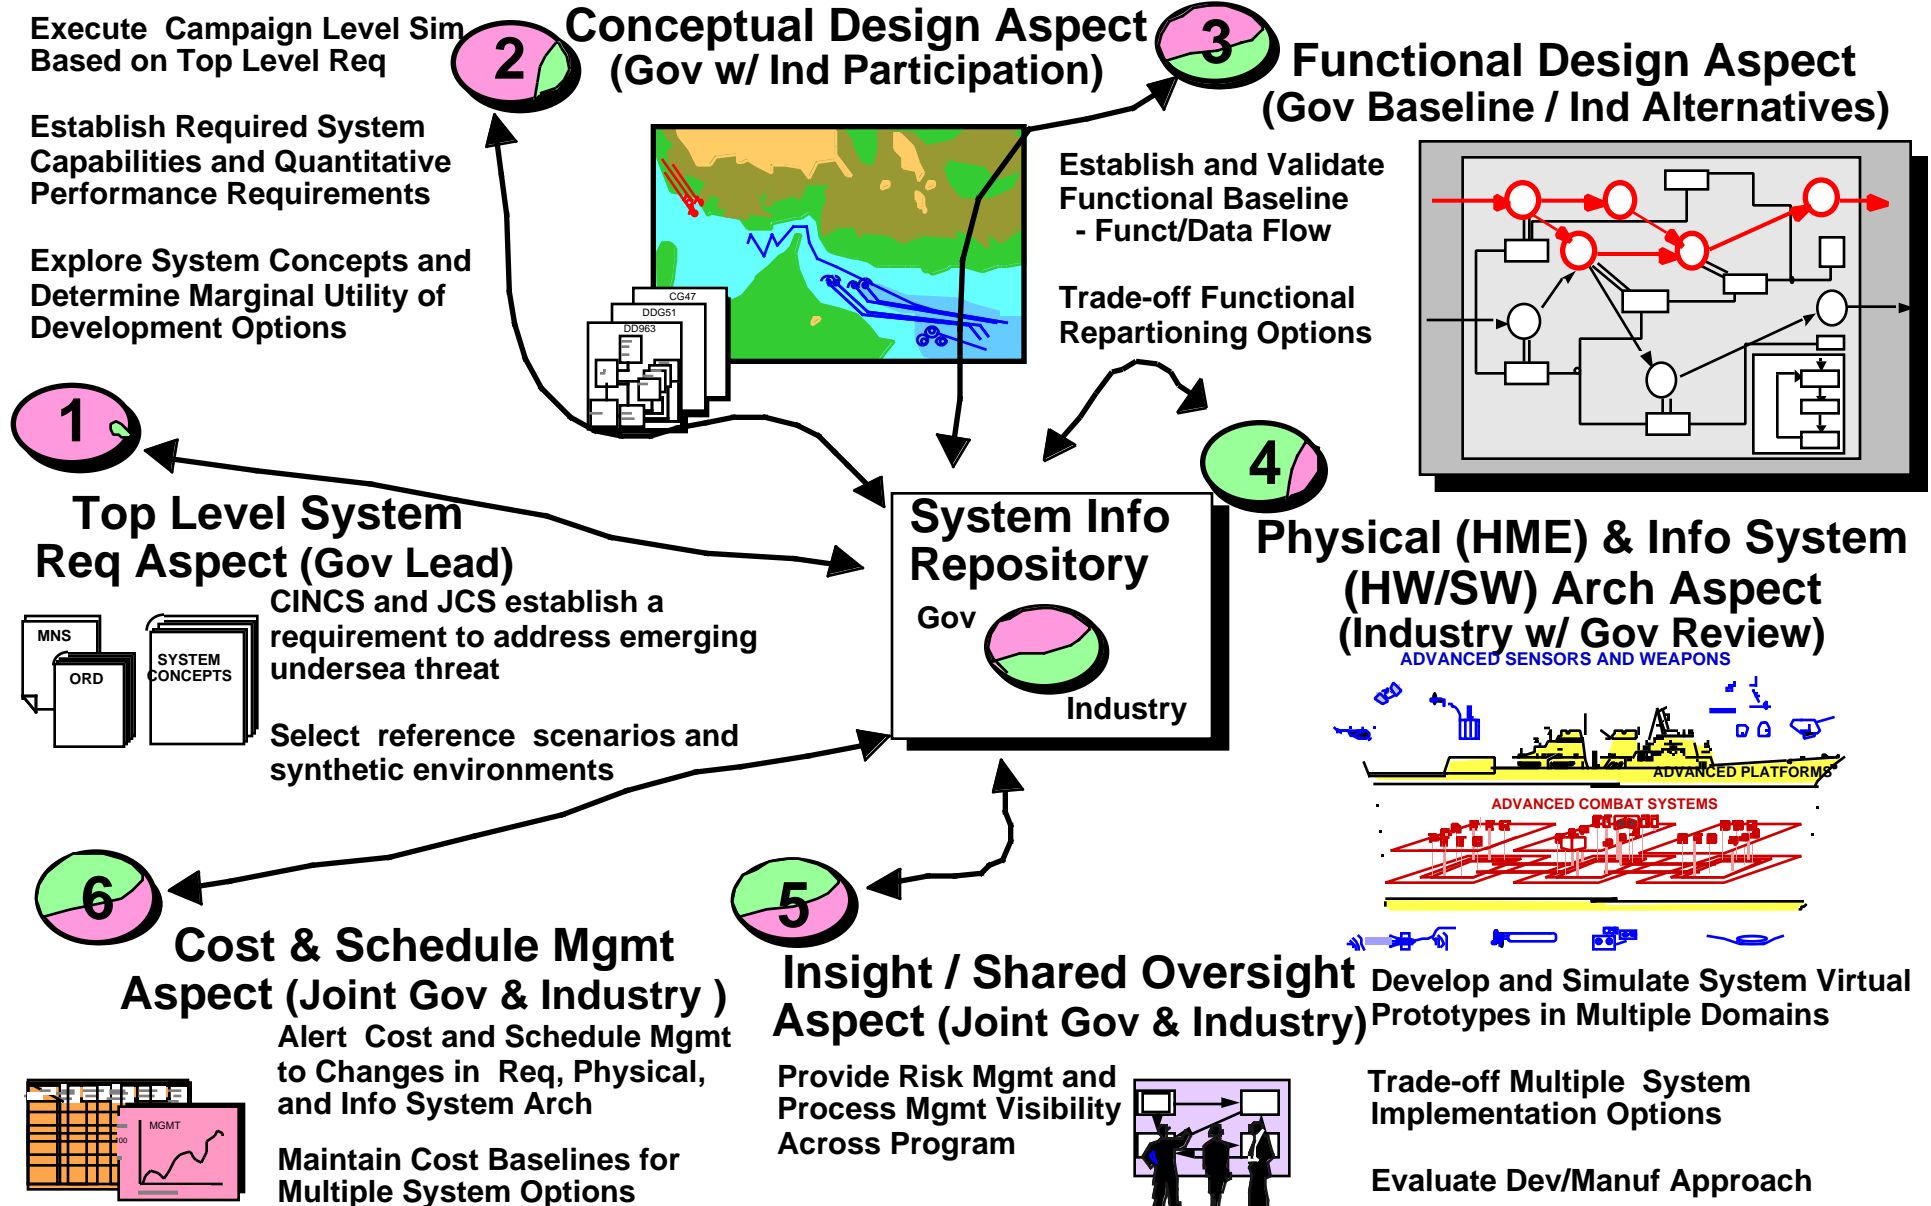 Execute Campaign Level Sim
Based on Top Level Req
Establish Required System
Capabilities and Quantitative
Performance Requirements
Explore System Concepts and
Determine Marginal Utility of
Development Options
2
Conceptual Design Aspect
(Gov w/ Ind Participation)
CG47
DDG51
DD963
3
Functional Design Aspect
(Gov Baseline / Ind Alternatives)
Establish and Validate
Functional Baseline
- Funct/Data Flow
Trade-off Functional
Repartioning Options
1
Top Level System
Req Aspect (Gov Lead)
MNS
ORD
SYSTEM
CONCEPTS
CINCS and JCS establish a
requirement to address emerging
undersea threat
Select reference scenarios and
synthetic environments
System Info
Repository
Gov
Industry
4
Physical (HME) & Info System
(HW/SW) Arch Aspect
(Industry w/ Gov Review)
ADVANCED SENSORS AND WEAPONS
ADVANCED PLATFORMS
ADVANCED COMBAT SYSTEMS
Develop and Simulate System Virtual
Prototypes in Multiple Domains
Trade-off Multiple System
Implementation Options
Evaluate Dev/Manuf Approach
6
Cost & Schedule Mgmt
Aspect (Joint Gov & Industry )
Alert Cost and Schedule Mgmt
to Changes in Req, Physical,
and Info System Arch
Maintain Cost Baselines for
Multiple System Options
MGMT
5
Insight / Shared Oversight
Aspect (Joint Gov & Industry)
Provide Risk Mgmt and
Process Mgmt Visibility
Across Program